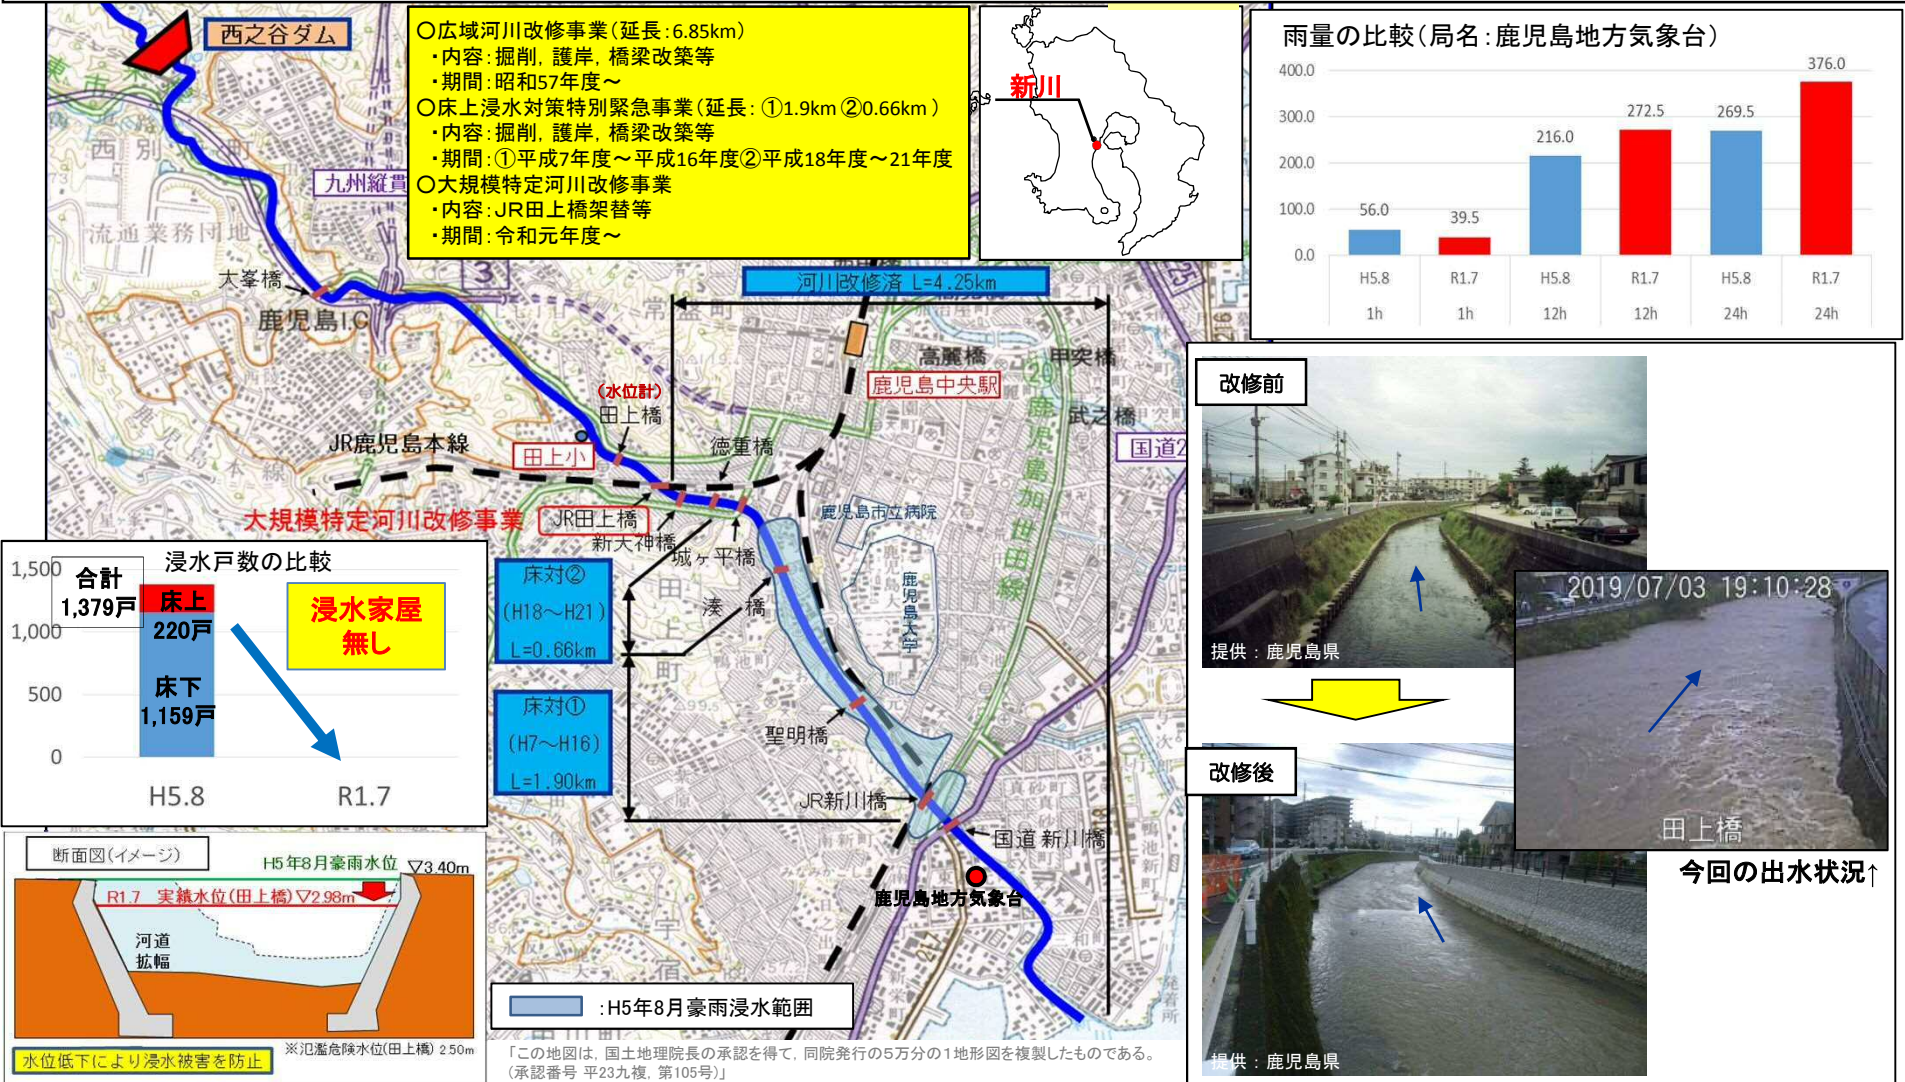 西之谷ダム
〇広域河川改修事業(延長:6.85km)
・内容:掘削, 護岸, 橋梁改築等
・期間:昭和57年度～
〇床上浸水対策特別緊急事業(延長: ①1.9km ②0.66km )
・内容:掘削, 護岸, 橋梁改築等
・期間:①平成7年度～平成16年度②平成18年度～21年度
〇大規模特定河川改修事業
・内容:JR田上橋架替等
・期間:令和元年度～
新川
雨量の比較(局名:鹿児島地方気象台)
400.0
300.0
200.0
100.0
0.0
56.0
39.5
216.0
272.5
269.5
376.0
H5.8
R1.7
H5.8
R1.7
H5.8
R1.7
1h
1h
12h
12h
24h
24h
九州縦貫
西別府町
流通業務団地
大峯橋
鹿児島I.C
3
河川改修済 L=4.25km
高麗橋
甲突橋
鹿児島中央駅
武之橋
国道2
(水位計)
田上橋
徳重橋
JR鹿児島本線
田上小
大規模特定河川改修事業
JR田上橋
新大神橋
城ヶ平橋
鹿児島市立病院
鹿児島大学
鹿児島加世田線
湊橋
床対②
(H18～H21)
L=0.66km
床対①
(H7～H16)
L=1.90km
聖明橋
JR新川橋
国道新川橋
鹿児島地方気象台
:H5年8月豪雨浸水範囲
「この地図は, 国土地理院長の承認を得て, 同院発行の5万分の1地形図を複製したものである。
(承認番号 平23九複, 第105号)」
浸水戸数の比較
1,500
1,000
500
0
合計
1,379戸
床上
220戸
床下
1,159戸
浸水家屋
無し
H5.8
R1.7
断面図(イメージ)
H5年8月豪雨水位 ▽3.40m
R1.7 実績水位(田上橋)▽2.98m
河道
拡幅
水位低下により浸水被害を防止
※氾濫危険水位(田上橋) 2.50m
改修前
提供：鹿児島県
2019/07/03 19:10:28
田上橋
今回の出水状況↑
改修後
提供：鹿児島県